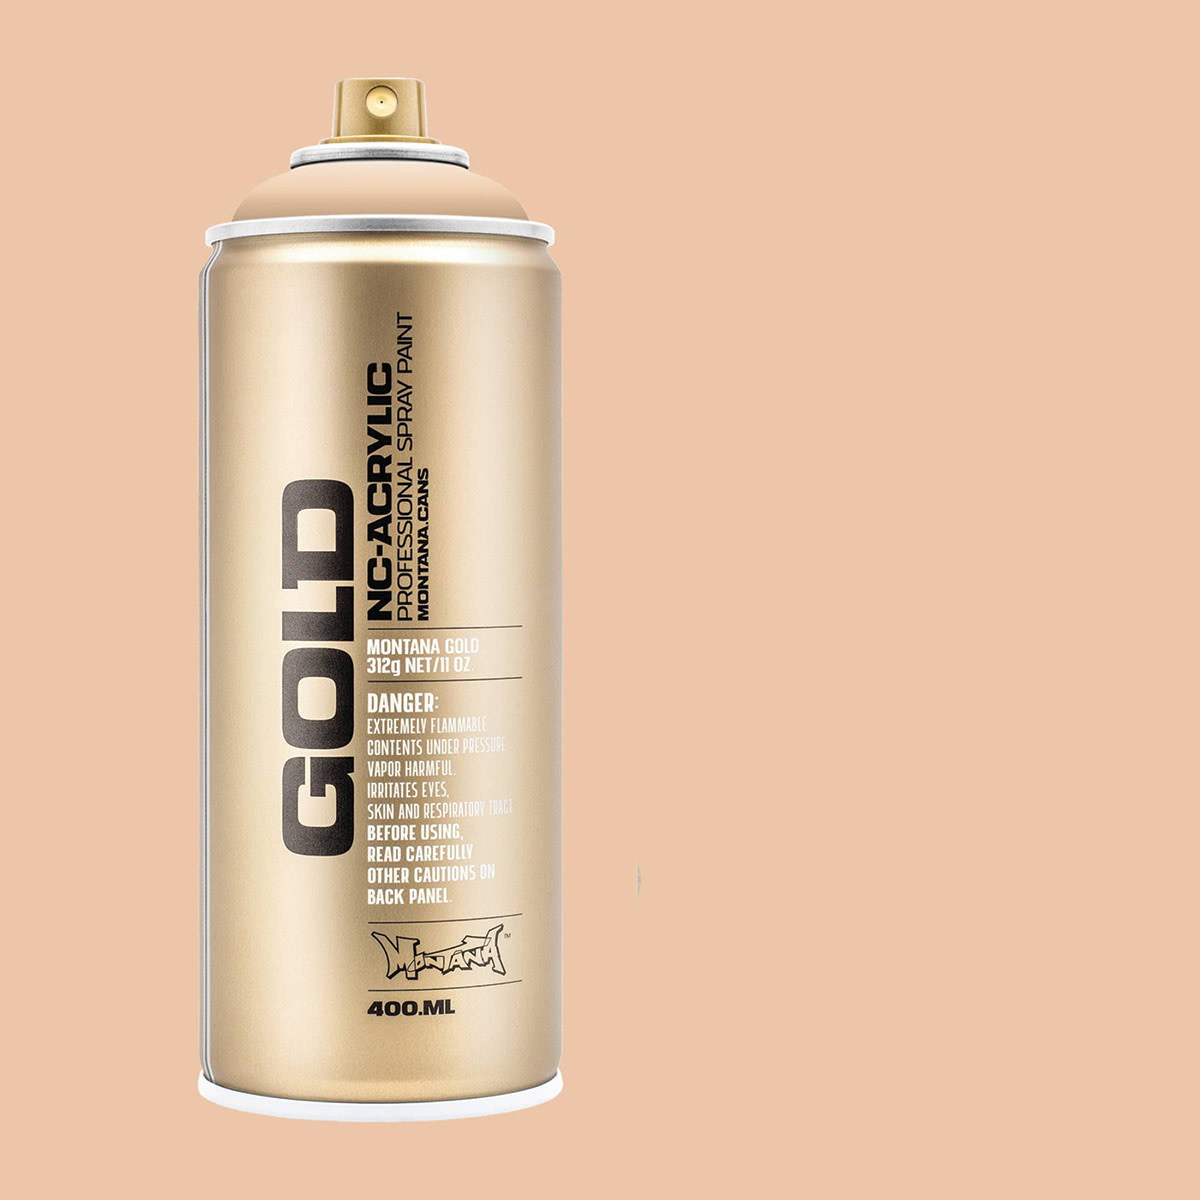 GOLD
NC-ACRYLIC
PROFESSIONAL SPRAY PAINT
MONTANA.CANS
MONTANA GOLD
312g NET/11 OZ.
DANGER:
EXTREMELY FLAMMABLE
CONTENTS UNDER PRESSURE.
VAPOR HARMFUL.
IRRITATES EYES,
SKIN AND RESPIRATORY TRACT.
BEFORE USING,
READ CAREFULLY
OTHER CAUTIONS ON
BACK PANEL.
MONTANA™
400.ML